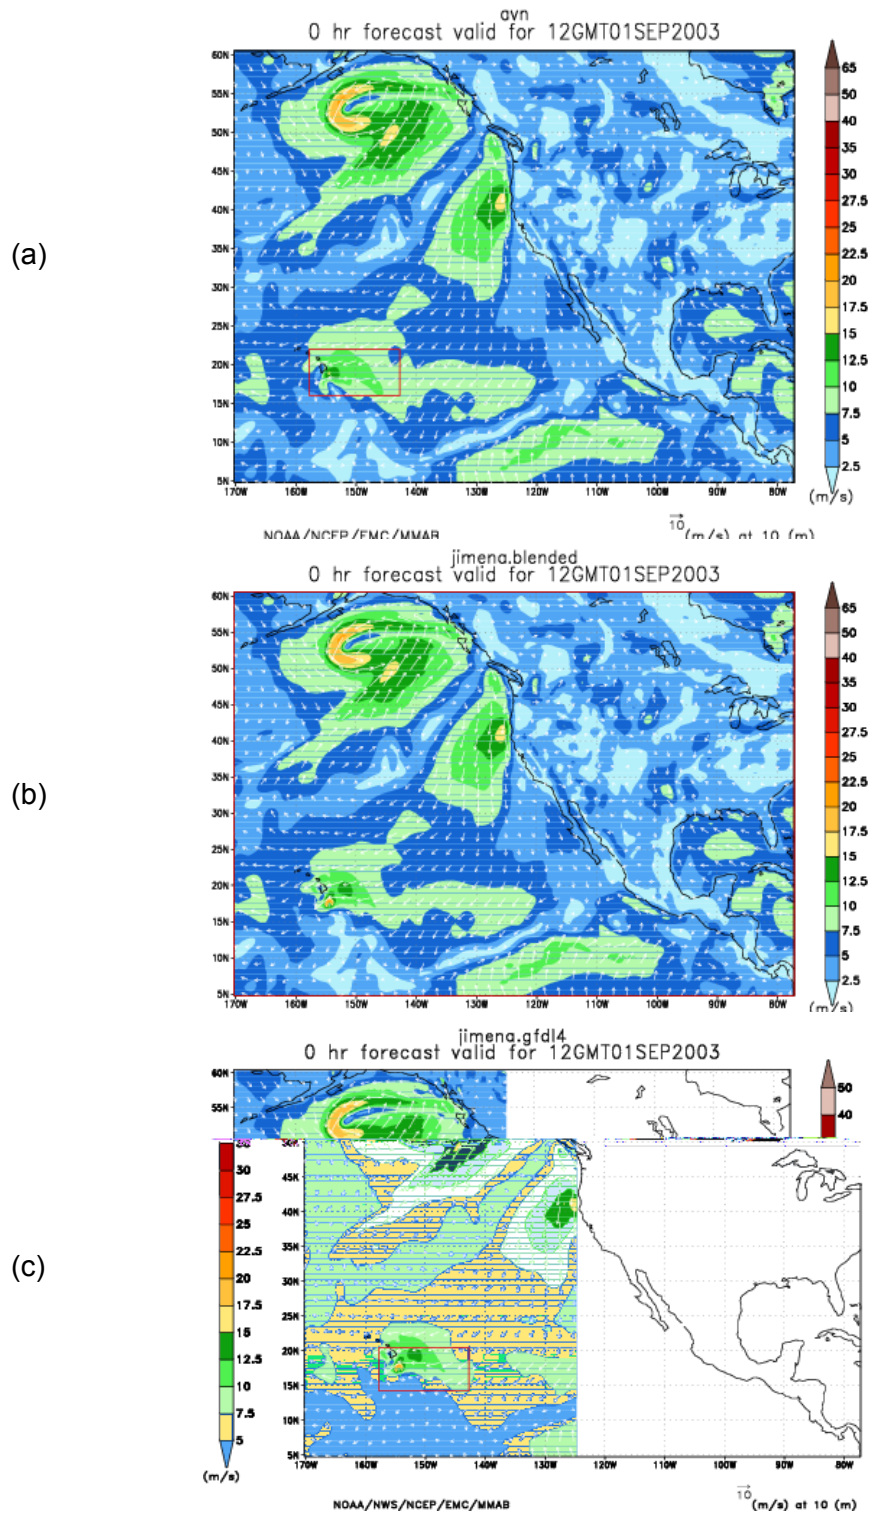 avn
0 hr forecast valid for 12GMT01SEP2003
(a)
60N
55N
50N
45N
40N
35N
30N
25N
20N
15N
10N
5N
170W 160W 150W 140W 130W 120W 110W 100W 90W 80W
65
50
40
35
30
25
22.5
20
17.5
15
12.5
10
7.5
5
2.5
(m/s)
10
NOAA/NCEP/EMC/MMAB
(m/s) at 10 (m)
jimena.blended
0 hr forecast valid for 12GMT01SEP2003
(b)
60N
55N
50N
45N
40N
35N
30N
25N
20N
15N
10N
5N
170W 160W 150W 140W 130W 120W 110W 100W 90W 80W
65
50
40
35
30
25
22.5
20
17.5
15
12.5
10
7.5
5
2.5
(m/s)
jimena.gfdl4
0 hr forecast valid for 12GMT01SEP2003
(c)
60N
55N
50
40
30
27.5
25
22.5
20
17.5
15
12.5
10
7.5
5
(m/s)
50N
45N
40N
35N
30N
25N
20N
15N
10N
5N
170W 160W 150W 140W 130W 120W 110W 100W 90W 80W
NOAA/NWS/NCEP/EMC/MMAB
10
(m/s) at 10 (m)